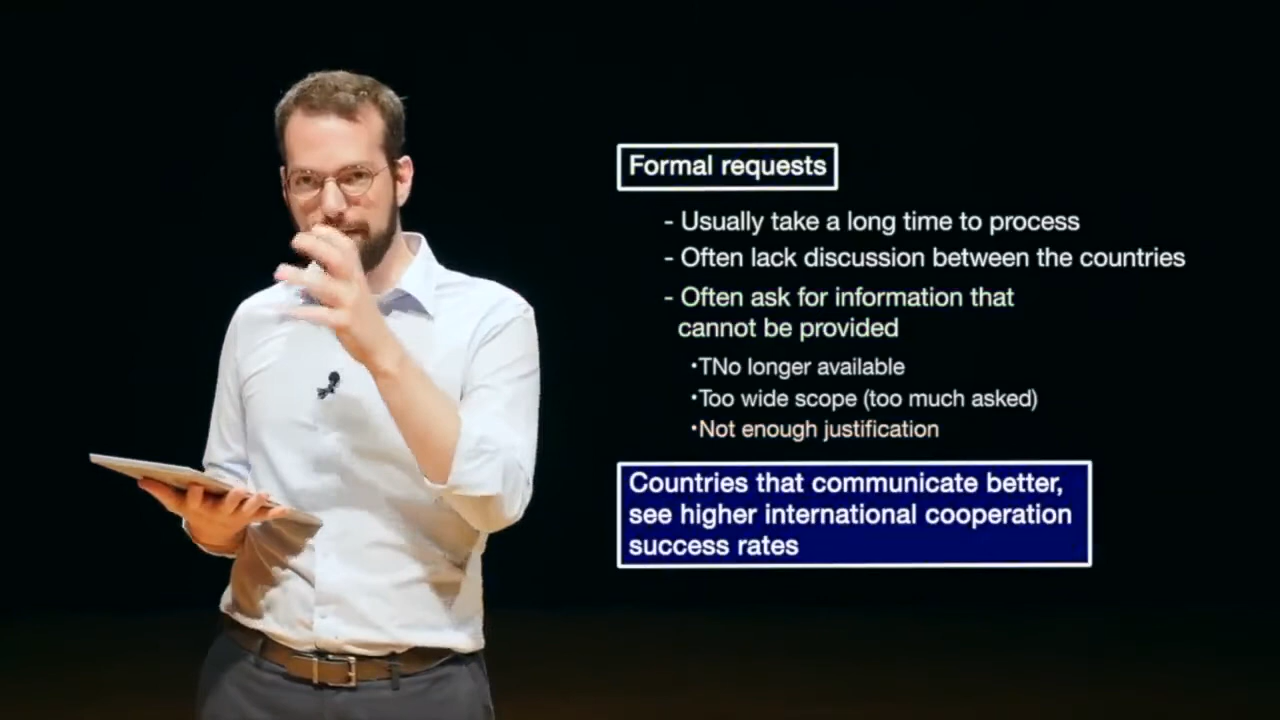 Formal requests
- Usually take a long time to process
- Often lack discussion between the countries
- Often ask for information that
cannot be provided
•TNo longer available
•Too wide scope (too much asked)
•Not enough justification
Countries that communicate better,
see higher international cooperation
success rates